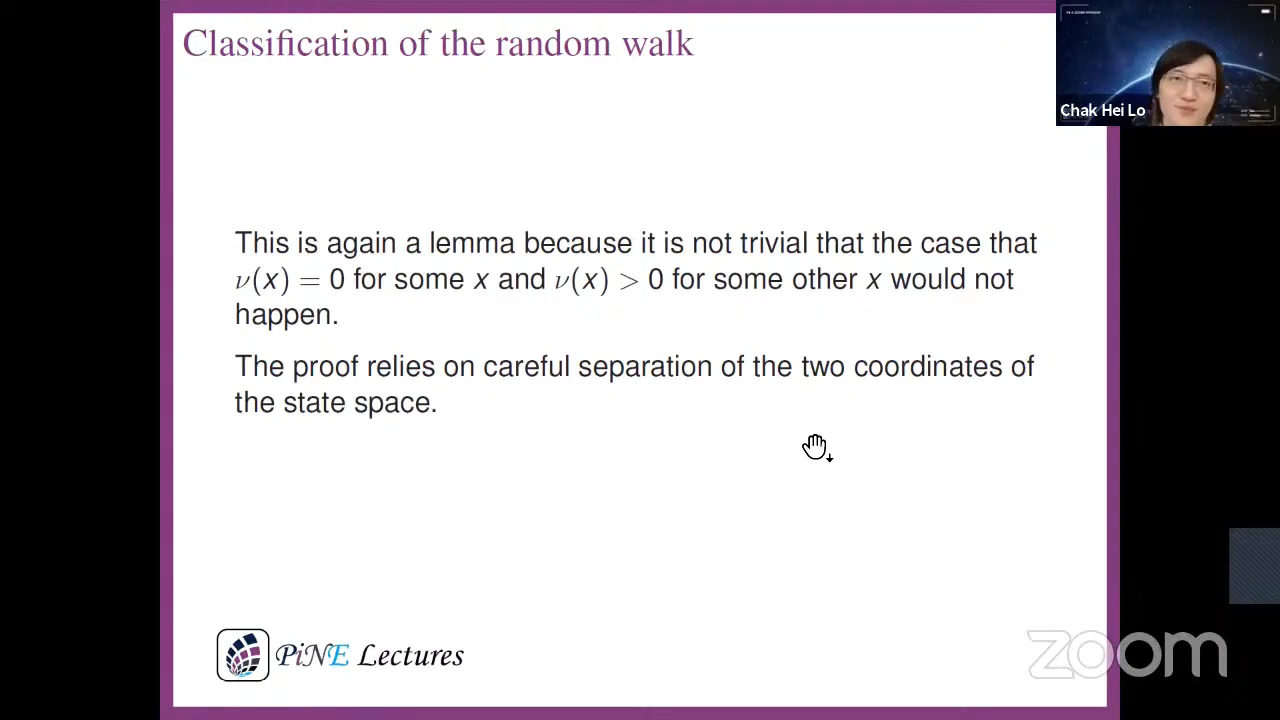 Classification of the random walk
Chak Hei Lo
This is again a lemma because it is not trivial that the case that
ν(x) = 0 for some x and ν(x) > 0 for some other x would not
happen.
The proof relies on careful separation of the two coordinates of
the state space.
PiNE Lectures
zoom